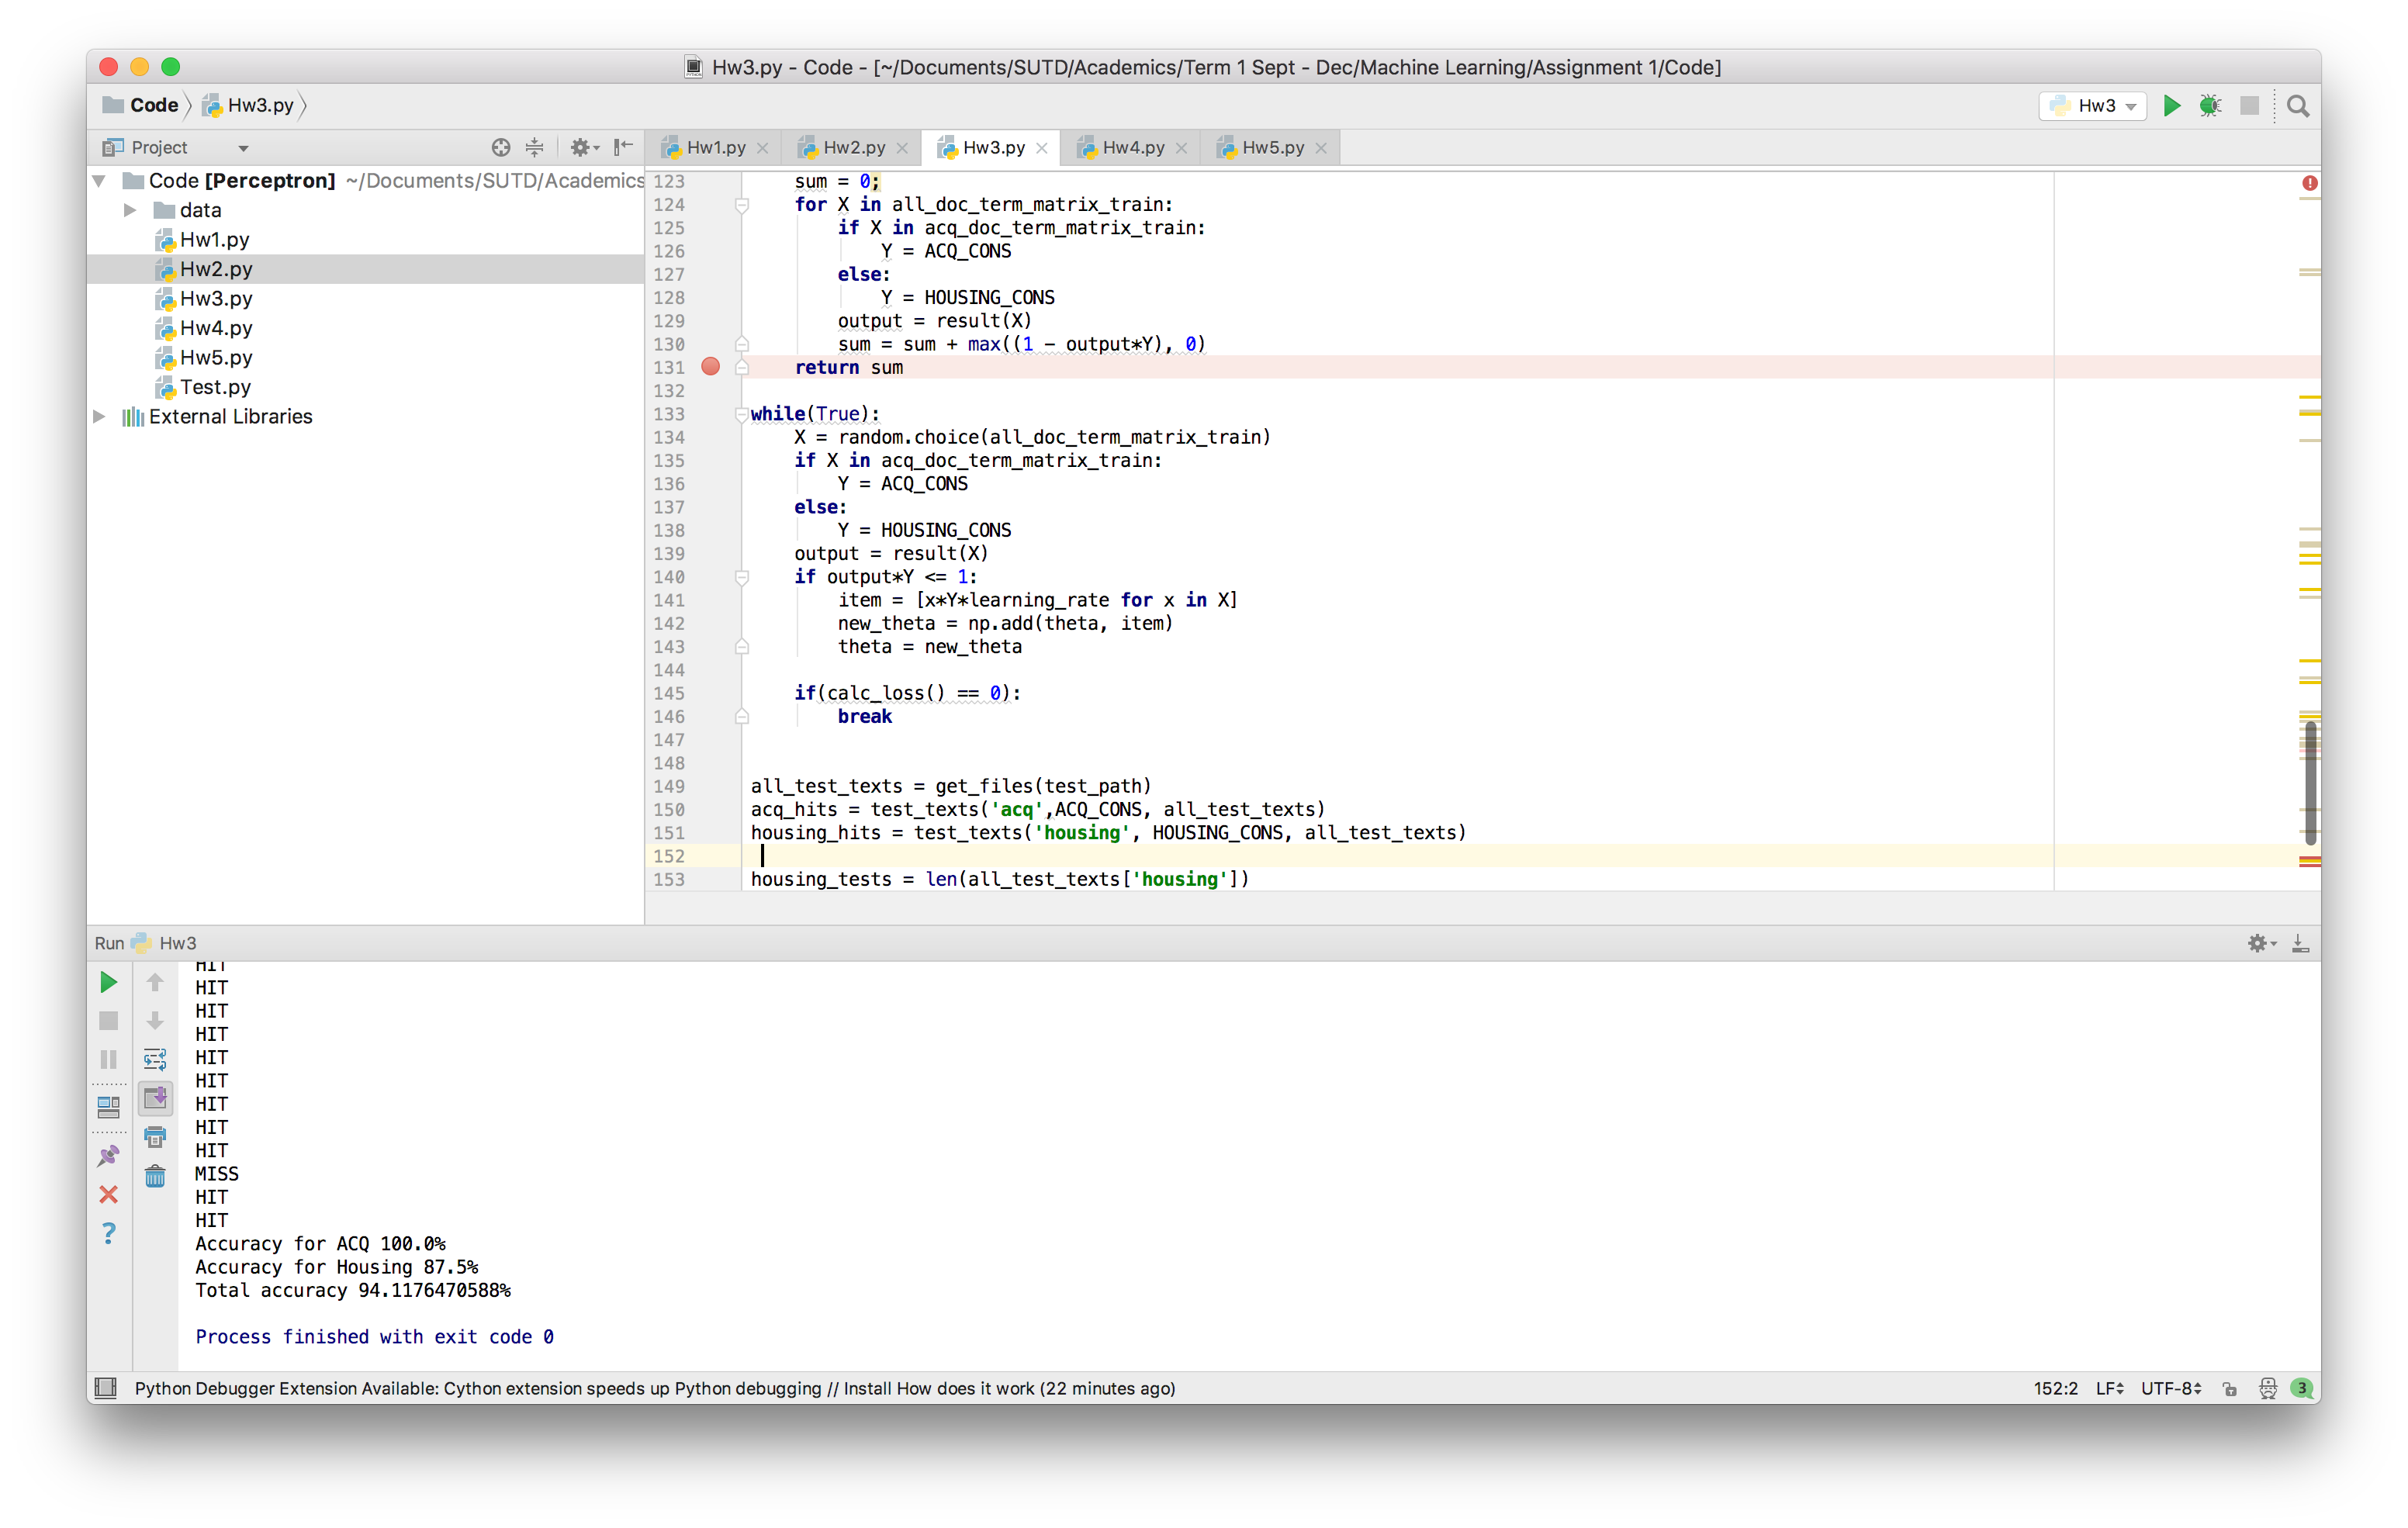 Hw3.py - Code - [~/Documents/SUTD/Academics/Term 1 Sept - Dec/Machine Learning/Assignment 1/Code]
Code Hw3.py Hw3
Project
Hw1.py Hw2.py Hw3.py Hw4.py Hw5.py
Code [Perceptron] ~/Documents/SUTD/Academics
data
Hw1.py
Hw2.py
Hw3.py
Hw4.py
Hw5.py
Test.py
External Libraries
123 sum = 0;
124 for X in all_doc_term_matrix_train:
125 if X in acq_doc_term_matrix_train:
126 Y = ACQ_CONS
127 else:
128 Y = HOUSING_CONS
129 output = result(X)
130 sum = sum + max((1 - output*Y), 0)
131 return sum
132
133 while(True):
134 X = random.choice(all_doc_term_matrix_train)
135 if X in acq_doc_term_matrix_train:
136 Y = ACQ_CONS
137 else:
138 Y = HOUSING_CONS
139 output = result(X)
140 if output*Y <= 1:
141 item = [x*Y*learning_rate for x in X]
142 new_theta = np.add(theta, item)
143 theta = new_theta
144
145 if(calc_loss() == 0):
146 break
147
148
149 all_test_texts = get_files(test_path)
150 acq_hits = test_texts('acq',ACQ_CONS, all_test_texts)
151 housing_hits = test_texts('housing', HOUSING_CONS, all_test_texts)
152
153 housing_tests = len(all_test_texts['housing'])
Run Hw3
HIT
HIT
HIT
HIT
HIT
HIT
HIT
HIT
HIT
MISS
HIT
HIT
Accuracy for ACQ 100.0%
Accuracy for Housing 87.5%
Total accuracy 94.1176470588%
Process finished with exit code 0
Python Debugger Extension Available: Cython extension speeds up Python debugging // Install How does it work (22 minutes ago) 152:2 LF UTF-8 3